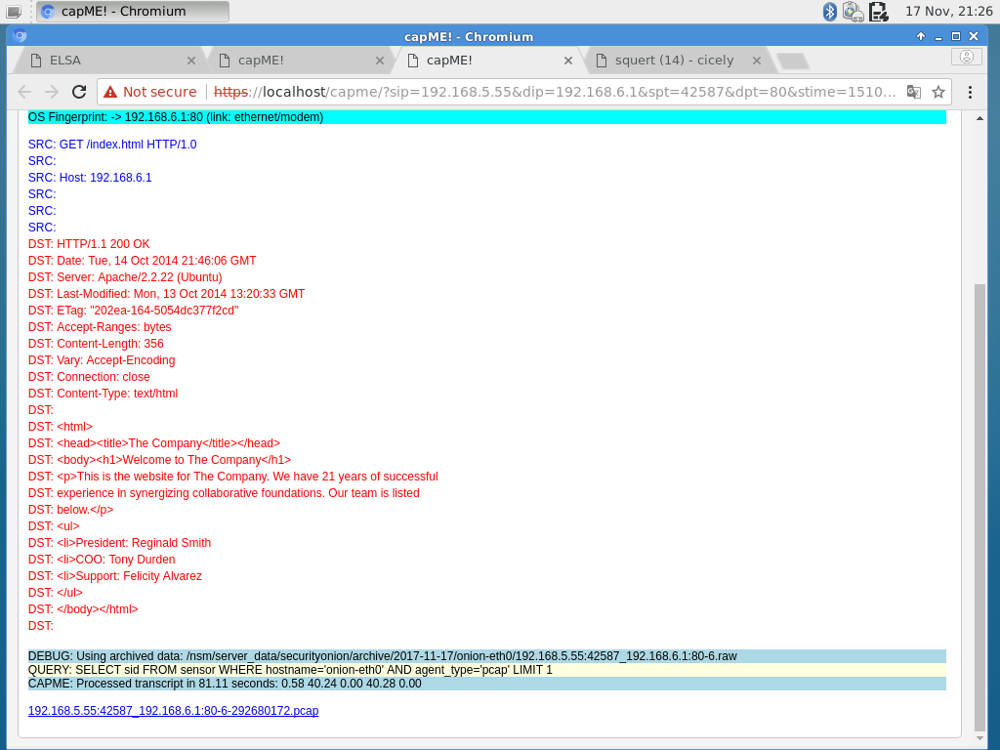 capME! - Chromium
17 Nov, 21:26
capME! - Chromium
ELSA
capME!
capME!
squert (14) - cicely
Not secure
https://localhost/capme/?sip=192.168.5.55&dip=192.168.6.1&spt=42587&dpt=80&stime=1510...
OS Fingerprint: -> 192.168.6.1:80 (link: ethernet/modem)
SRC: GET /index.html HTTP/1.0
SRC:
SRC: Host: 192.168.6.1
SRC:
SRC:
SRC:
DST: HTTP/1.1 200 OK
DST: Date: Tue, 14 Oct 2014 21:46:06 GMT
DST: Server: Apache/2.2.22 (Ubuntu)
DST: Last-Modified: Mon, 13 Oct 2014 13:20:33 GMT
DST: ETag: "202ea-164-5054dc377f2cd"
DST: Accept-Ranges: bytes
DST: Content-Length: 356
DST: Vary: Accept-Encoding
DST: Connection: close
DST: Content-Type: text/html
DST:
DST: <html>
DST: <head><title>The Company</title></head>
DST: <body><h1>Welcome to The Company</h1>
DST: <p>This is the website for The Company. We have 21 years of successful
DST: experience in synergizing collaborative foundations. Our team is listed
DST: below.</p>
DST: <ul>
DST: <li>President: Reginald Smith
DST: <li>COO: Tony Durden
DST: <li>Support: Felicity Alvarez
DST: </ul>
DST: </body></html>
DST:
DEBUG: Using archived data: /nsm/server_data/securityonion/archive/2017-11-17/onion-eth0/192.168.5.55:42587_192.168.6.1:80-6.raw
QUERY: SELECT sid FROM sensor WHERE hostname='onion-eth0' AND agent_type='pcap' LIMIT 1
CAPME: Processed transcript in 81.11 seconds: 0.58 40.24 0.00 40.28 0.00
192.168.5.55:42587_192.168.6.1:80-6-292680172.pcap